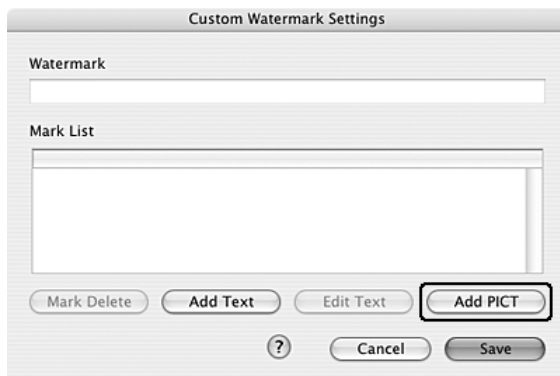 Custom Watermark Settings
Watermark
Mark List
Mark Delete Add Text Edit Text Add PICT
? Cancel Save